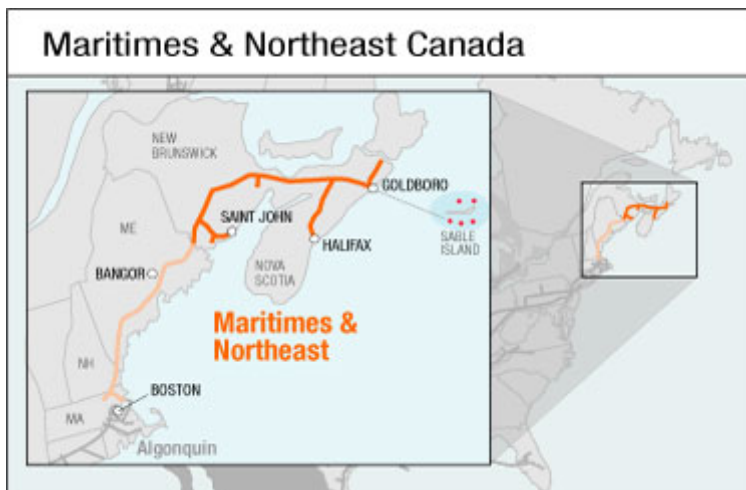 Maritimes & Northeast Canada
NEW
BRUNSWICK
GOLDBORO
SAINT JOHN
SABLE
ISLAND
ME
HALIFAX
BANGOR
NOVA
SCOTIA
Maritimes &
Northeast
NH
BOSTON
MA
Algonquin